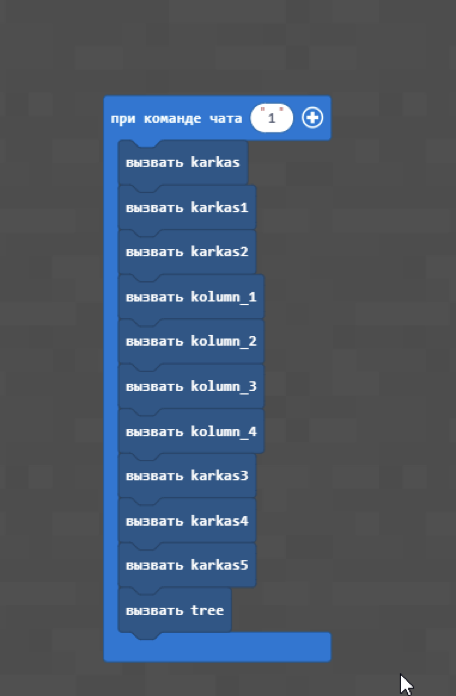 при команде чата "1"
вызвать karkas
вызвать karkas1
вызвать karkas2
вызвать kolumn_1
вызвать kolumn_2
вызвать kolumn_3
вызвать kolumn_4
вызвать karkas3
вызвать karkas4
вызвать karkas5
вызвать tree